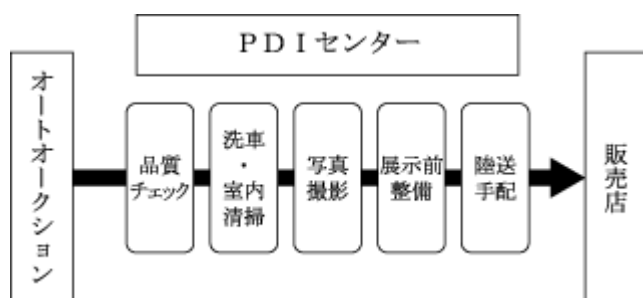 PDIセンター
オートオークション
品質
チェック
洗車
・
室内
清掃
写真
撮影
展示前
整備
陸送
手配
販売店